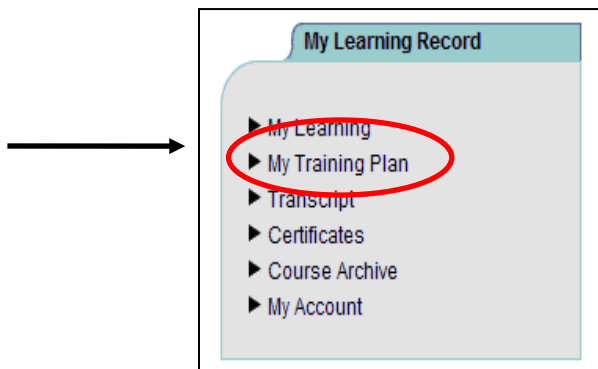 My Learning Record
My Learning
My Training Plan
Transcript
Certificates
Course Archive
My Account